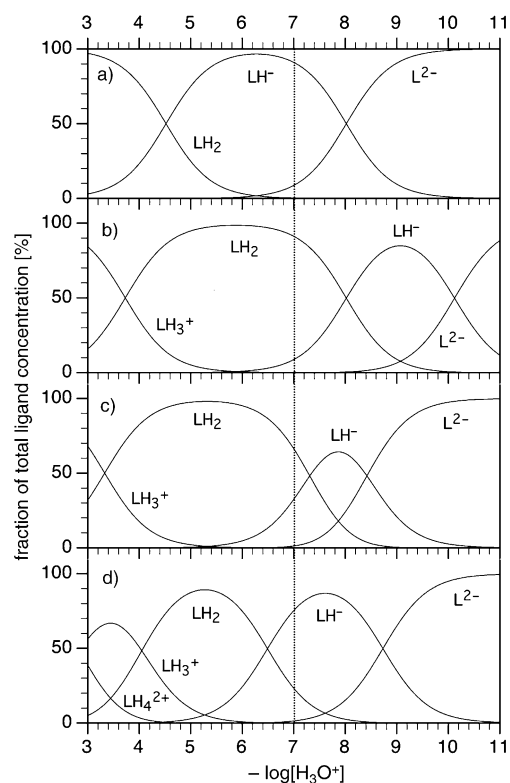 3 4 5 6 7 8 9 10 11
fraction of total ligand concentration [%]
100
50
0
a)
LH₂
LH⁻
L²⁻
100
50
0
b)
LH₃⁺
LH₂
LH⁻
L²⁻
100
50
0
c)
LH₃⁺
LH₂
LH⁻
L²⁻
100
50
0
d)
LH₄²⁺
LH₃⁺
LH₂
LH⁻
L²⁻
3 4 5 6 7 8 9 10 11
– log[H₃O⁺]